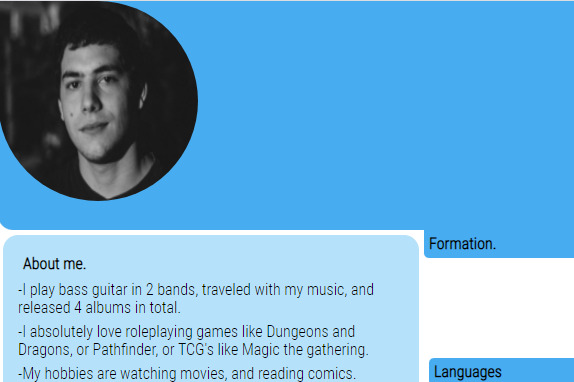 Formation.
About me.
-I play bass guitar in 2 bands, traveled with my music, and
released 4 albums in total.
-I absolutely love roleplaying games like Dungeons and
Dragons, or Pathfinder, or TCG's like Magic the gathering.
-My hobbies are watching movies, and reading comics.
Languages